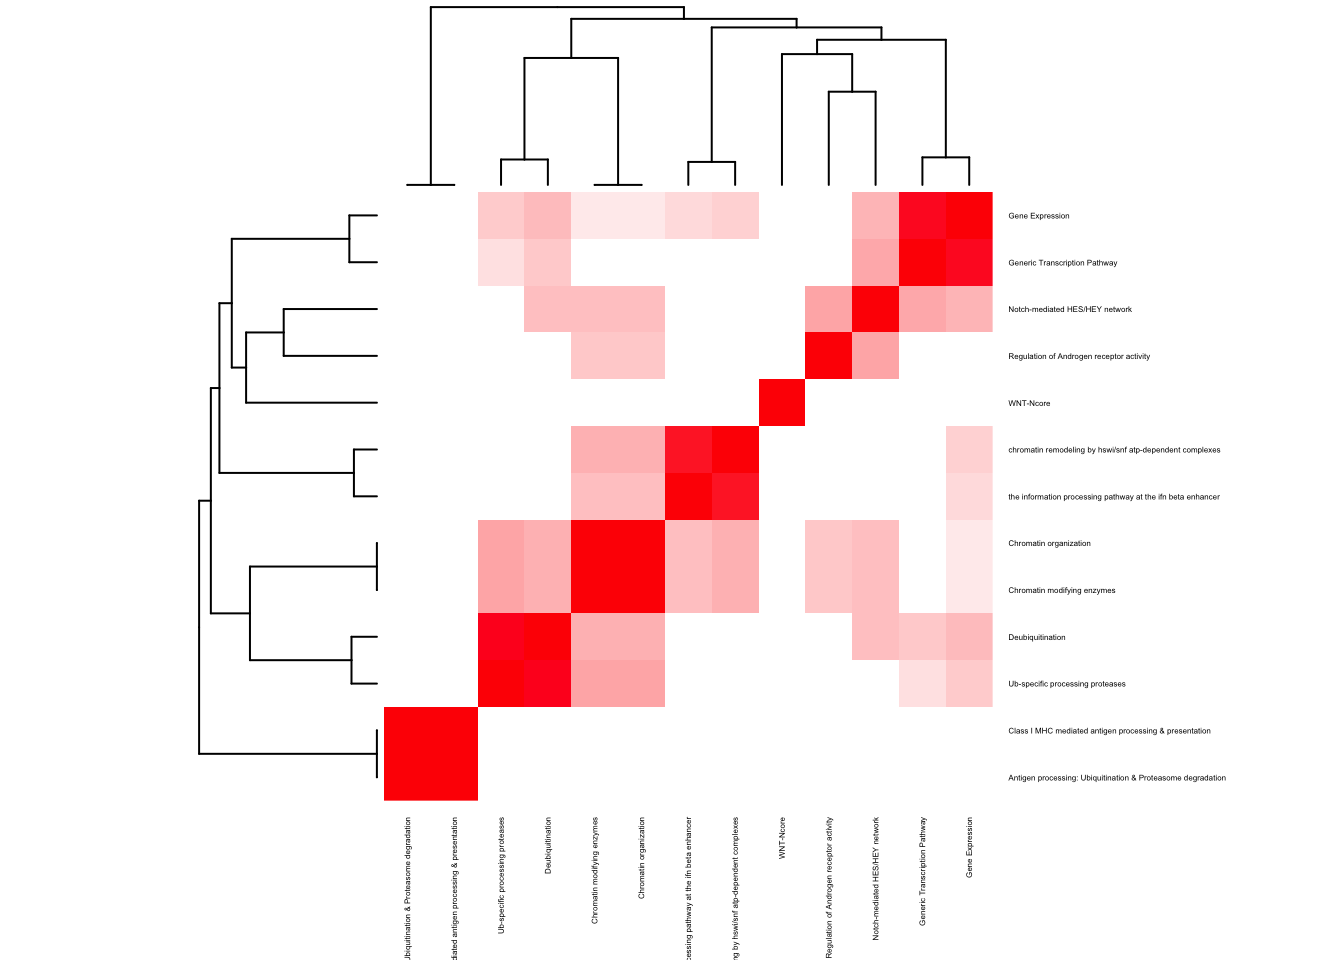 Gene Expression
Generic Transcription Pathway
Notch-mediated HES/HEY network
Regulation of Androgen receptor activity
WNT-Ncore
chromatin remodeling by hswi/snf atp-dependent complexes
the information processing pathway at the ifn beta enhancer
Chromatin organization
Chromatin modifying enzymes
Deubiquitination
Ub-specific processing proteases
Class I MHC mediated antigen processing & presentation
Antigen processing: Ubiquitination & Proteasome degradation
Ubiquitination & Proteasome degradation
diated antigen processing & presentation
Ub-specific processing proteases
Deubiquitination
Chromatin modifying enzymes
Chromatin organization
cessing pathway at the ifn beta enhancer
ng by hswi/snf atp-dependent complexes
WNT-Ncore
Regulation of Androgen receptor activity
Notch-mediated HES/HEY network
Generic Transcription Pathway
Gene Expression